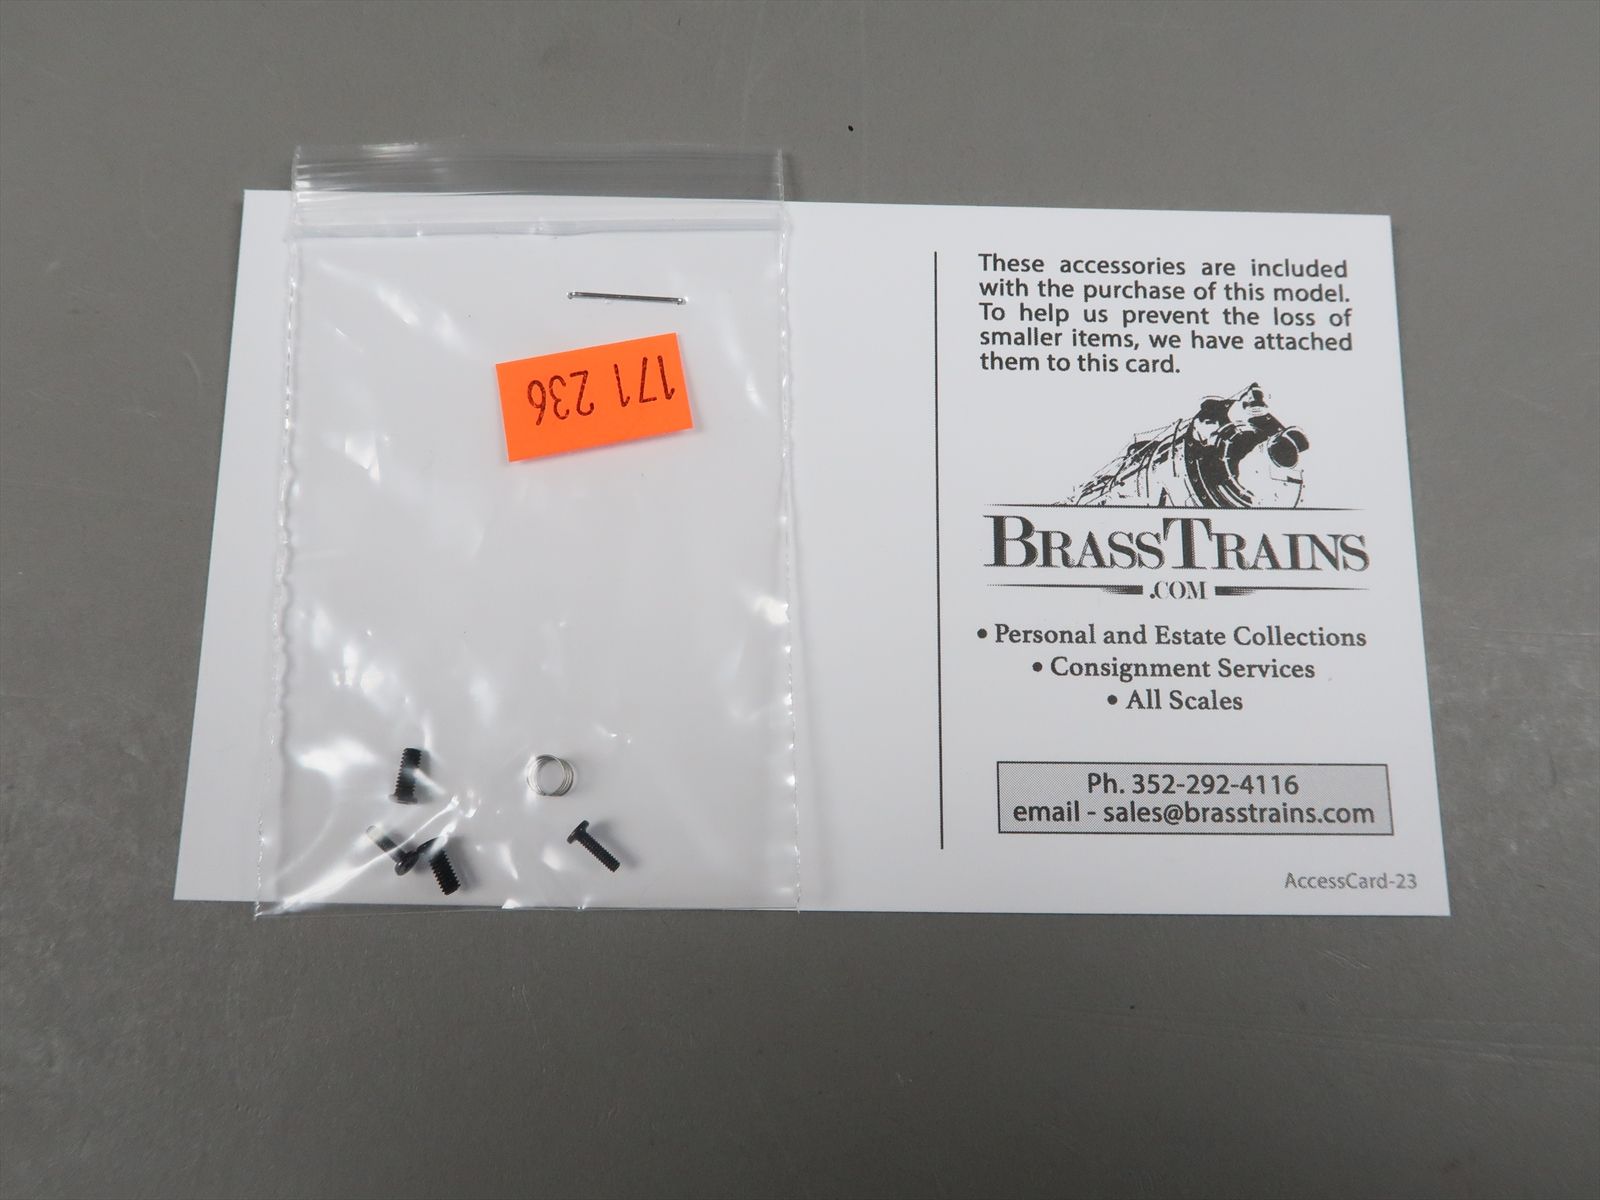 171 236
These accessories are included
with the purchase of this model.
To help us prevent the loss of
smaller items, we have attached
them to this card.
BRASSTRAINS
.COM
• Personal and Estate Collections
• Consignment Services
• All Scales
Ph. 352-292-4116
email - sales@brasstrains.com
AccessCard-23